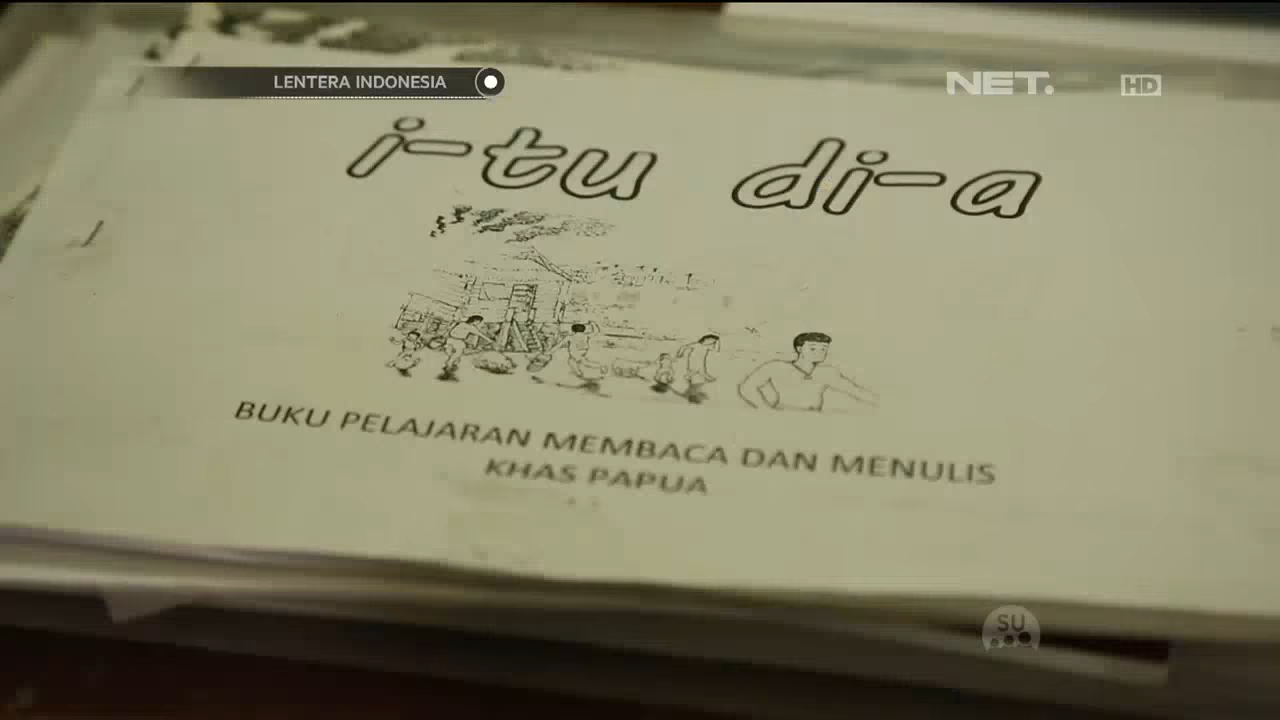 LENTERA INDONESIA
NET.
HD
i-tu di-a
BUKU PELAJARAN MEMBACA DAN MENULIS
KHAS PAPUA
SU